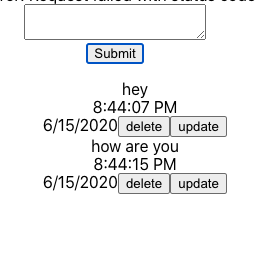 Request failed with status code
Submit
hey
8:44:07 PM
6/15/2020 delete update
how are you
8:44:15 PM
6/15/2020 delete update